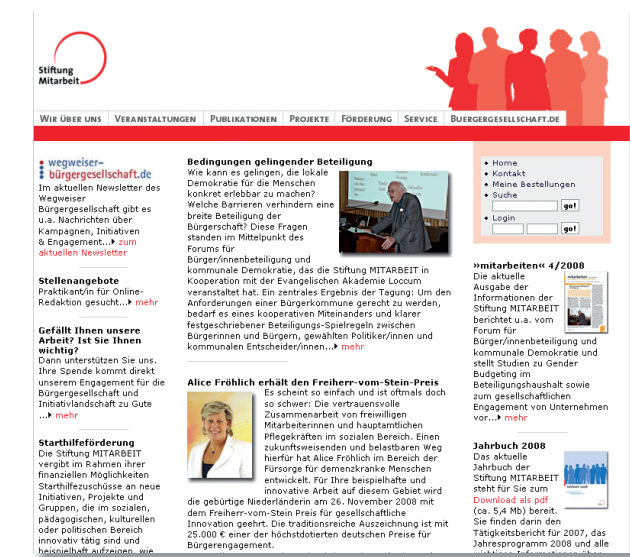 Stiftung
Mitarbeit
WIR ÜBER UNS
VERANSTALTUNGEN
PUBLIKATIONEN
PROJEKTE
FÖRDERUNG
SERVICE
BUERGERGESELLSCHAFT.DE
wegweiser-
bürgergesellschaft.de
Im aktuellen Newsletter des
Wegweiser
Bürgergesellschaft gibt es
u.a. Nachrichten über
Kampagnen, Initiativen
& Engagement... zum
aktuellen Newsletter
Stellenangebote
Praktikant/in für Online-
Redaktion gesucht... mehr
Gefällt Ihnen unsere
Arbeit? Ist Sie Ihnen
wichtig?
Dann unterstützen Sie uns.
Ihre Spende kommt direkt
unserem Engagement für die
Bürgergesellschaft und
Initiativlandschaft zu Gute
... mehr
Starthilfeförderung
Die Stiftung MITARBEIT
vergibt im Rahmen ihrer
finanziellen Möglichkeiten
Starthilfezuschüsse an neue
Initiativen, Projekte und
Gruppen, die im sozialen,
pädagogischen, kulturellen
oder politischen Bereich
innovativ tätig sind und
beispielhaft aufzeigen, wie
Bedingungen gelingender Beteiligung
Wie kann es gelingen, die lokale
Demokratie für die Menschen
konkret erlebbar zu machen?
Welche Barrieren verhindern eine
breite Beteiligung der
Bürgerschaft? Diese Fragen
standen im Mittelpunkt des
Forums für
Bürger/innenbeteiligung und
kommunale Demokratie, das die Stiftung MITARBEIT in
Kooperation mit der Evangelischen Akademie Loccum
veranstaltet hat. Ein zentrales Ergebnis der Tagung: Um den
Anforderungen einer Bürgerkommune gerecht zu werden,
bedarf es eines kooperativen Miteinanders und klarer
festgeschriebener Beteiligungs-Spielregeln zwischen
Bürgerinnen und Bürgern, gewählten Politiker/innen und
kommunalen Entscheider/innen... mehr
Alice Fröhlich erhält den Freiherr-vom-Stein-Preis
Es scheint so einfach und ist oftmals doch
so schwer: Die vertrauensvolle
Zusammenarbeit von freiwilligen
Mitarbeiterinnen und hauptamtlichen
Pflegekräften im sozialen Bereich. Einen
zukunftsweisenden und belastbaren Weg
hierfür hat Alice Fröhlich im Bereich der
Fürsorge für demenzkranke Menschen
entwickelt. Für Ihre beispielhafte und
innovative Arbeit auf diesem Gebiet wird
die gebürtige Niederländerin am 26. November 2008 mit
dem Freiherr-vom-Stein Preis für gesellschaftliche
Innovation geehrt. Die traditionsreiche Auszeichnung ist mit
25.000 € einer der höchstdotierten deutschen Preise für
Bürgerengagement.
Home
Kontakt
Meine Bestellungen
Suche
go!
Login
go!
»mitarbeiten« 4/2008
Die aktuelle
Ausgabe der
Informationen der
Stiftung MITARBEIT
berichtet u.a. vom
Forum für
Bürger/innenbeteiligung und
kommunale Demokratie und
stellt Studien zu Gender
Budgeting im
Beteiligungshaushalt sowie
zum gesellschaftlichen
Engagement von Unternehmen
vor... mehr
Jahrbuch 2008
Das aktuelle
Jahrbuch der
Stiftung MITARBEIT
steht für Sie zum
Download als pdf
(ca. 5,4 Mb) bereit.
Sie finden darin den
Tätigkeitsbericht für 2007, das
Jahresprogramm 2008 und alle